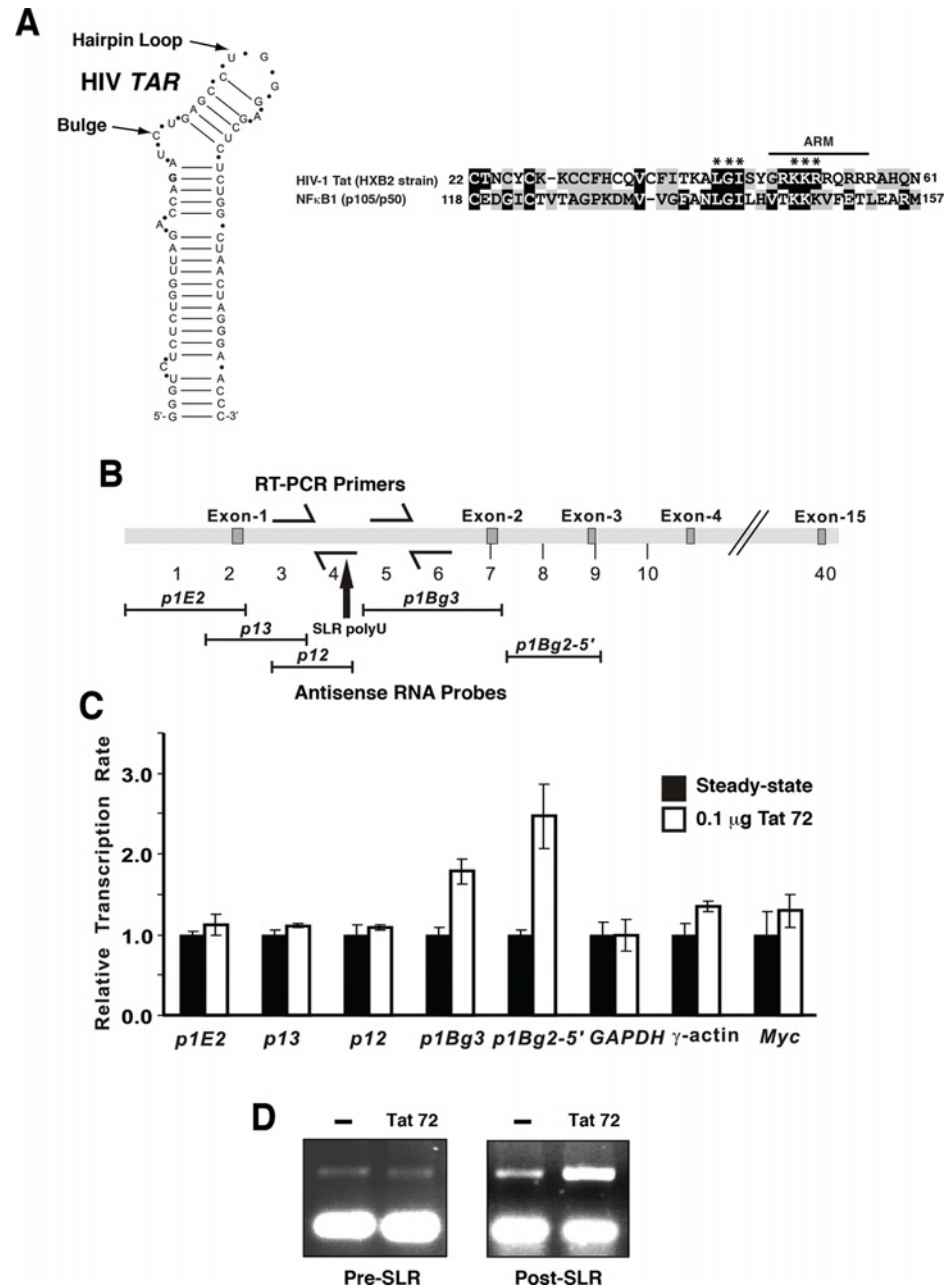 A
Hairpin Loop
HIV TAR
Bulge
5'-GGGUCUCUCUGGUUAGACCAGAUCUGAGCCUGGGAGCUCUCUGGCUAACUAGGGAACCC-3'
*** *** ARM
HIV-1 Tat (HXB2 strain) 22 CTNCYCK-KCCFHCQVCFITKALGISYGRKKRRQRRRAHQN 61
NFκB1 (p105/p50) 118 CEDGICTVTAGPKDMV-VGFANLGILHVTKKKVFETLEARM 157
B
RT-PCR Primers
Exon-1 Exon-2 Exon-3 Exon-4 Exon-15
1 2 3 4 5 6 7 8 9 10 40
p1E2 p1Bg3
SLR polyU
p13 p1Bg2-5'
p12
Antisense RNA Probes
C
Relative Transcription Rate
3.0
2.0
1.0
0.0
Steady-state
0.1 μg Tat 72
p1E2 p13 p12 p1Bg3 p1Bg2-5' GAPDH γ-actin Myc
D
– Tat 72 – Tat 72
Pre-SLR Post-SLR